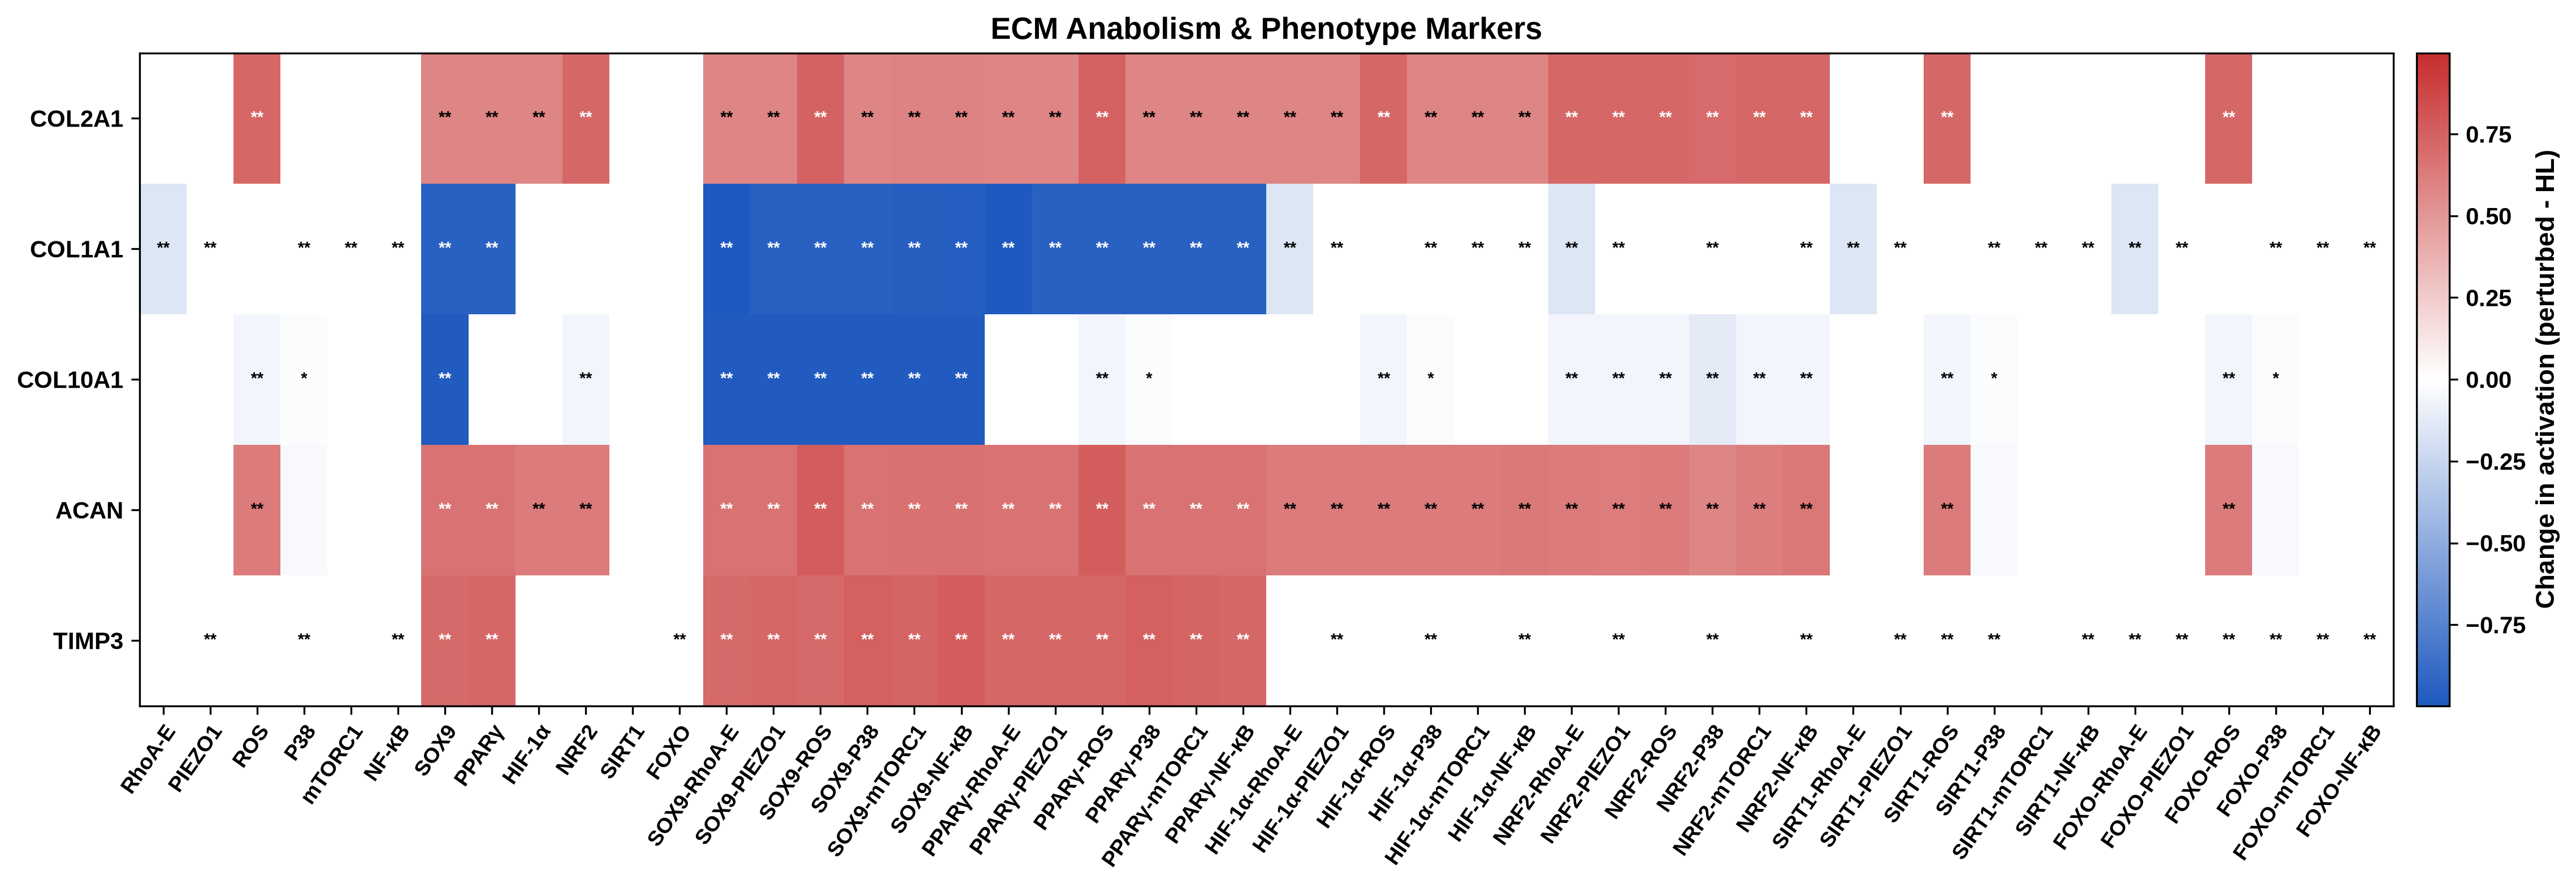 ECM Anabolism & Phenotype Markers
COL2A1
** ** ** ** ** ** ** ** ** ** ** ** ** ** ** ** ** ** ** ** ** ** ** ** ** ** ** ** ** ** ** **
COL1A1
** ** ** ** ** ** ** ** ** ** ** ** ** ** ** ** ** ** ** ** ** ** ** ** ** ** ** ** ** ** ** ** ** ** ** ** ** ** **
COL10A1
** * ** ** ** ** ** ** ** ** ** * ** * ** ** ** ** ** ** ** * ** *
ACAN
** ** ** ** ** ** ** ** ** ** ** ** ** ** ** ** ** ** ** ** ** ** ** ** ** ** ** ** ** ** ** **
TIMP3
** ** ** ** ** ** ** ** ** ** ** ** ** ** ** ** ** ** ** ** ** ** ** ** ** ** ** ** ** ** ** ** ** ** **
RhoA-E
PIEZO1
ROS
P38
mTORC1
NF-κB
SOX9
PPARγ
HIF-1α
NRF2
SIRT1
FOXO
SOX9-RhoA-E
SOX9-PIEZO1
SOX9-ROS
SOX9-P38
SOX9-mTORC1
SOX9-NF-κB
PPARγ-RhoA-E
PPARγ-PIEZO1
PPARγ-ROS
PPARγ-P38
PPARγ-mTORC1
PPARγ-NF-κB
HIF-1α-RhoA-E
HIF-1α-PIEZO1
HIF-1α-ROS
HIF-1α-P38
HIF-1α-mTORC1
HIF-1α-NF-κB
NRF2-RhoA-E
NRF2-PIEZO1
NRF2-ROS
NRF2-P38
NRF2-mTORC1
NRF2-NF-κB
SIRT1-RhoA-E
SIRT1-PIEZO1
SIRT1-ROS
SIRT1-P38
SIRT1-mTORC1
SIRT1-NF-κB
FOXO-RhoA-E
FOXO-PIEZO1
FOXO-ROS
FOXO-P38
FOXO-mTORC1
FOXO-NF-κB
0.75
0.50
0.25
0.00
−0.25
−0.50
−0.75
Change in activation (perturbed - HL)